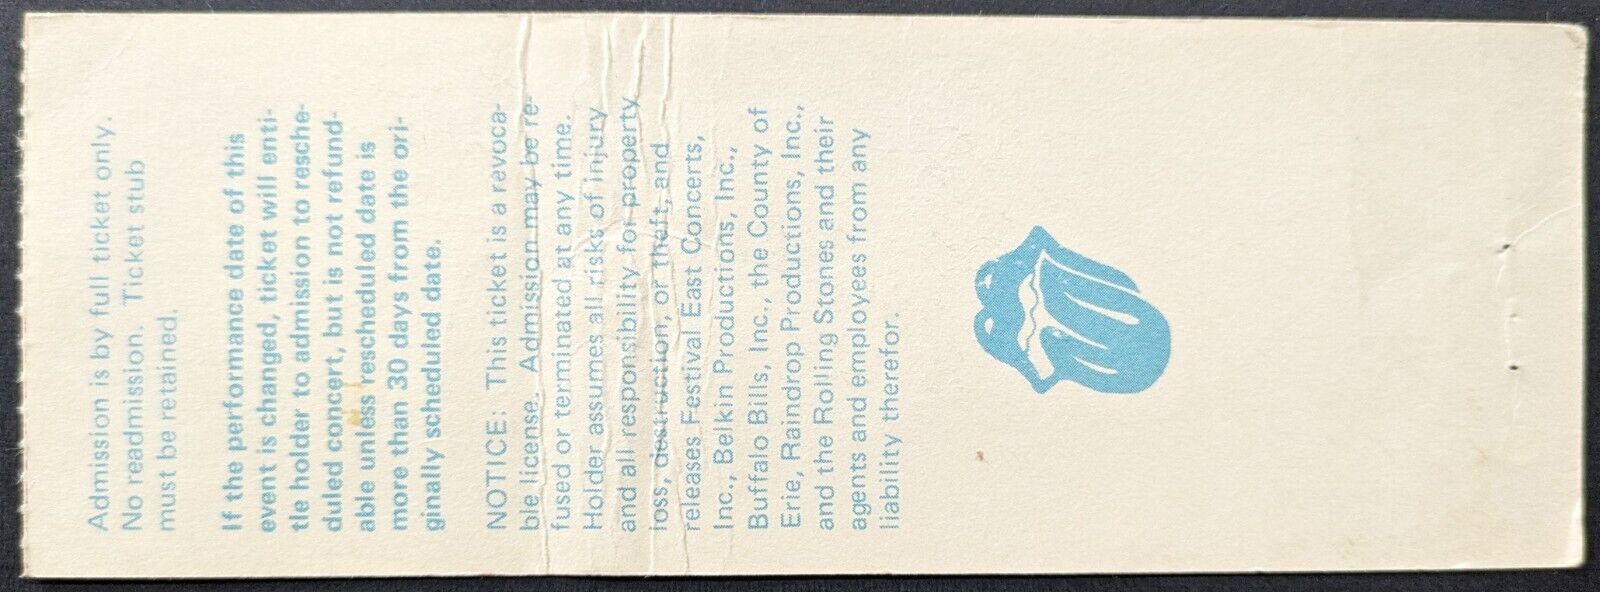 Admission is by full ticket only.
No readmission. Ticket stub
must be retained.
If the performance date of this
event is changed, ticket will enti-
tle holder to admission to resche-
duled concert, but is not refund-
able unless rescheduled date is
more than 30 days from the ori-
ginally scheduled date.
NOTICE: This ticket is a revoca-
ble license. Admission may be re-
fused or terminated at any time.
Holder assumes all risks of injury
and all responsibility for property
loss, destruction, or theft, and
releases Festival East Concerts,
Inc., Belkin Productions, Inc.,
Buffalo Bills, Inc., the County of
Erie, Raindrop Productions, Inc.,
and the Rolling Stones and their
agents and employes from any
liability therefor.